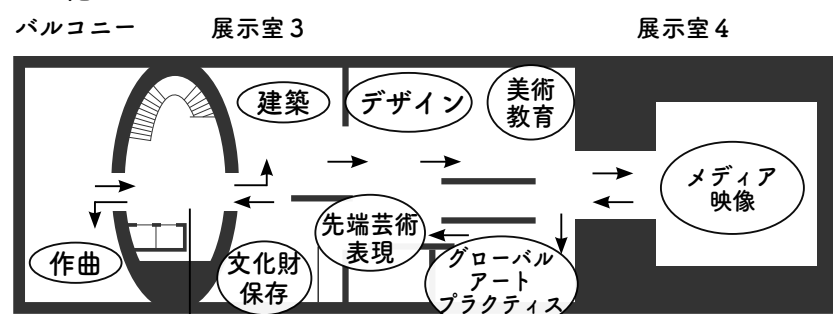 バルコニー
展示室3
展示室4
建築
デザイン
美術
教育
メディア
映像
先端芸術
表現
作曲
文化財
保存
グローバル
アート
プラクティス